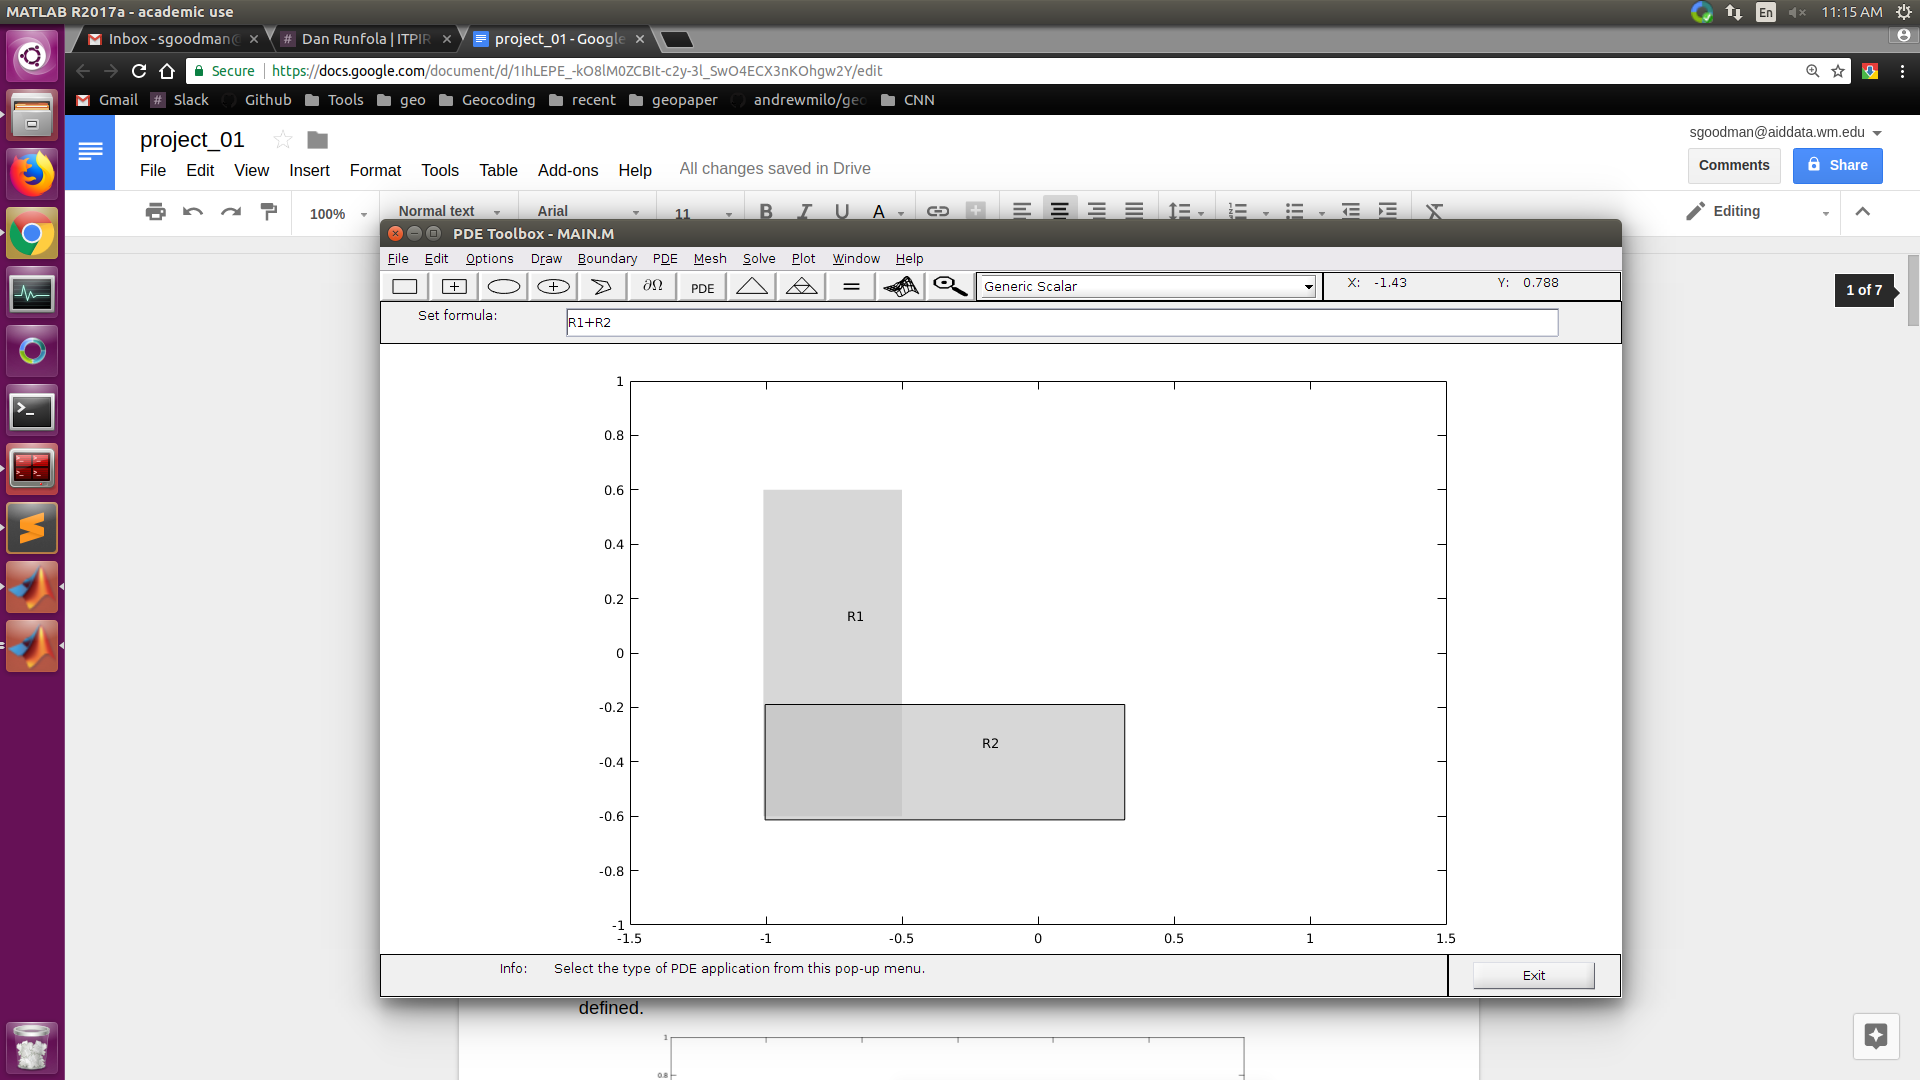 MATLAB R2017a - academic use
En
11:15 AM
Inbox - sgoodman@
Dan Runfola | ITPIR
project_01 - Google
Secure https://docs.google.com/document/d/1IhLEPE_-kO8lM0ZCBIt-c2y-3l_SwO4ECX3nKOhgw2Y/edit
Gmail Slack Github Tools geo Geocoding recent geopaper andrewmilo/geo CNN
project_01
sgoodman@aiddata.wm.edu
File Edit View Insert Format Tools Table Add-ons Help All changes saved in Drive
Comments Share
100% Normal text Arial 11 B I U A Editing
PDE Toolbox - MAIN.M
File Edit Options Draw Boundary PDE Mesh Solve Plot Window Help
∂Ω PDE = Generic Scalar X: -1.43 Y: 0.788
1 of 7
Set formula: R1+R2
1
0.8
0.6
0.4
0.2
0
-0.2
-0.4
-0.6
-0.8
-1
R1
R2
-1.5 -1 -0.5 0 0.5 1 1.5
Info: Select the type of PDE application from this pop-up menu.
Exit
defined.
1
0.8